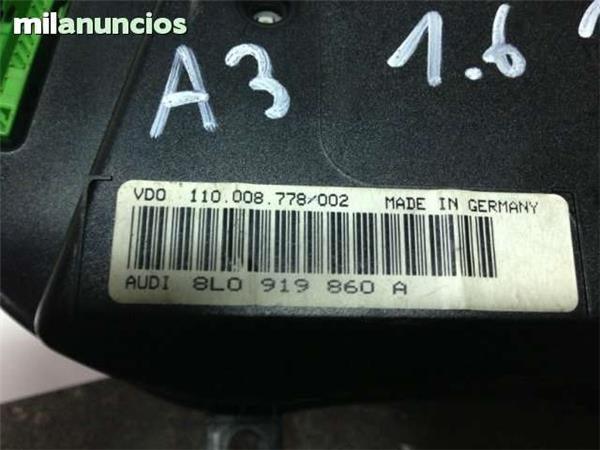 milanuncios
A3 1.6
VDO 110.008.778/002 MADE IN GERMANY
AUDI 8L0 919 860 A